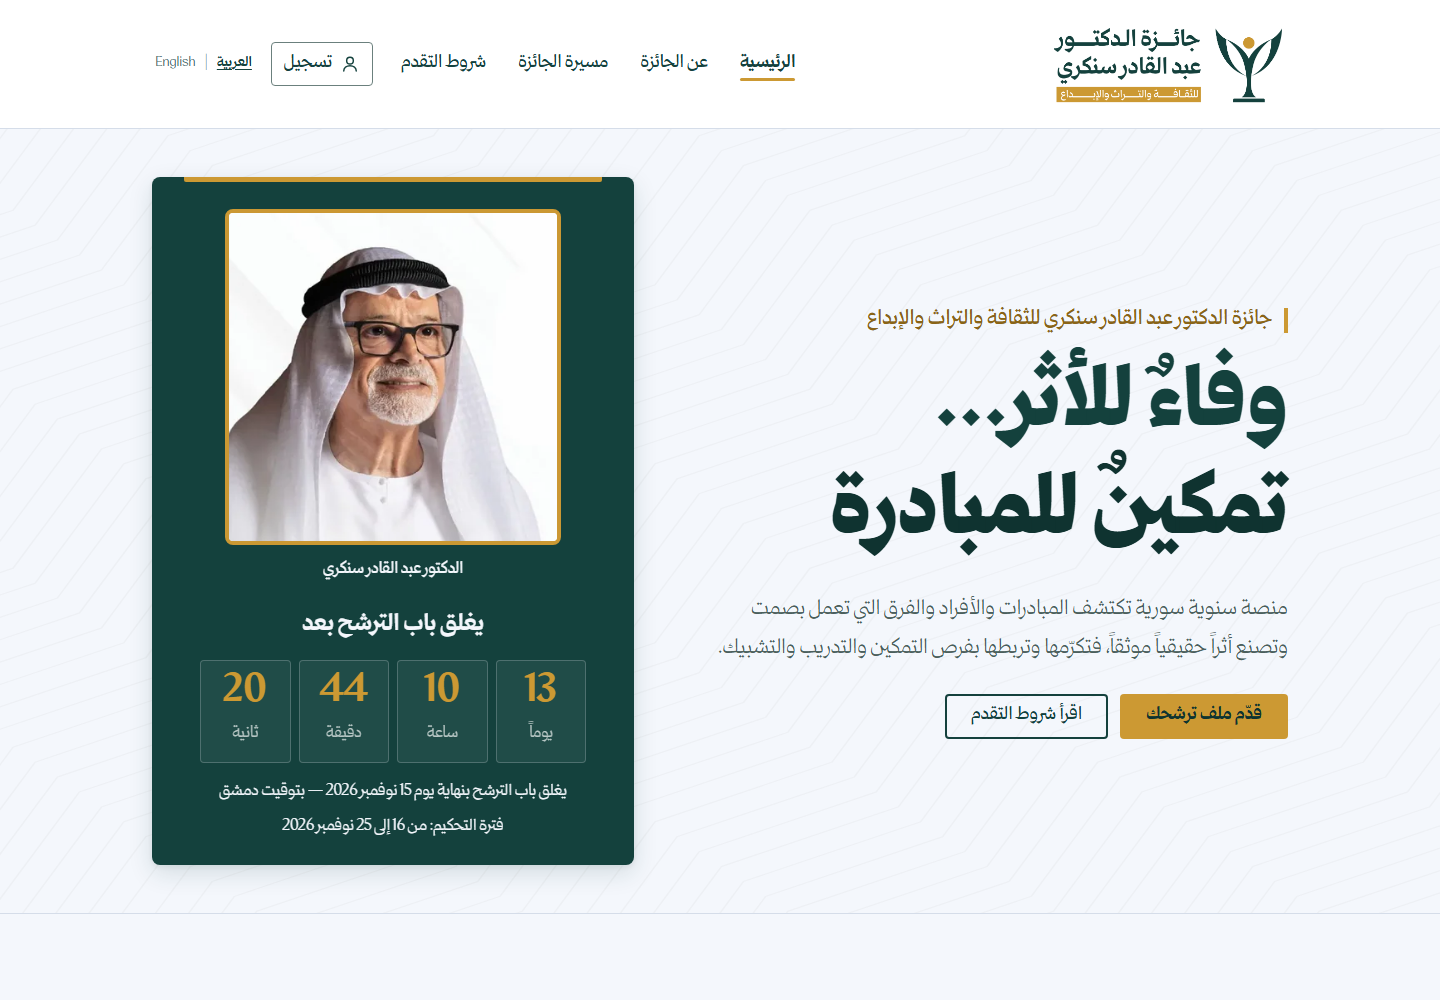 جائزة الدكتور
عبد القادر سنكري
للثقافة والتراث والإبداع
الرئيسية
عن الجائزة
مسيرة الجائزة
شروط التقدم
تسجيل
العربية | English
جائزة الدكتور عبد القادر سنكري للثقافة والتراث والإبداع
وفاءٌ للأثر...
تمكينٌ للمبادرة
منصة سنوية سورية تكتشف المبادرات والأفراد والفرق التي تعمل بصمت
وتصنع أثراً حقيقياً موثقاً، فتكرّمها وتربطها بفرص التمكين والتدريب والتشبيك.
قدّم ملف ترشحك
اقرأ شروط التقدم
الدكتور عبد القادر سنكري
يغلق باب الترشح بعد
13 10 44 20
يوماً ساعة دقيقة ثانية
يغلق باب الترشح بنهاية يوم 15 نوفمبر 2026 — بتوقيت دمشق
فترة التحكيم: من 16 إلى 25 نوفمبر 2026